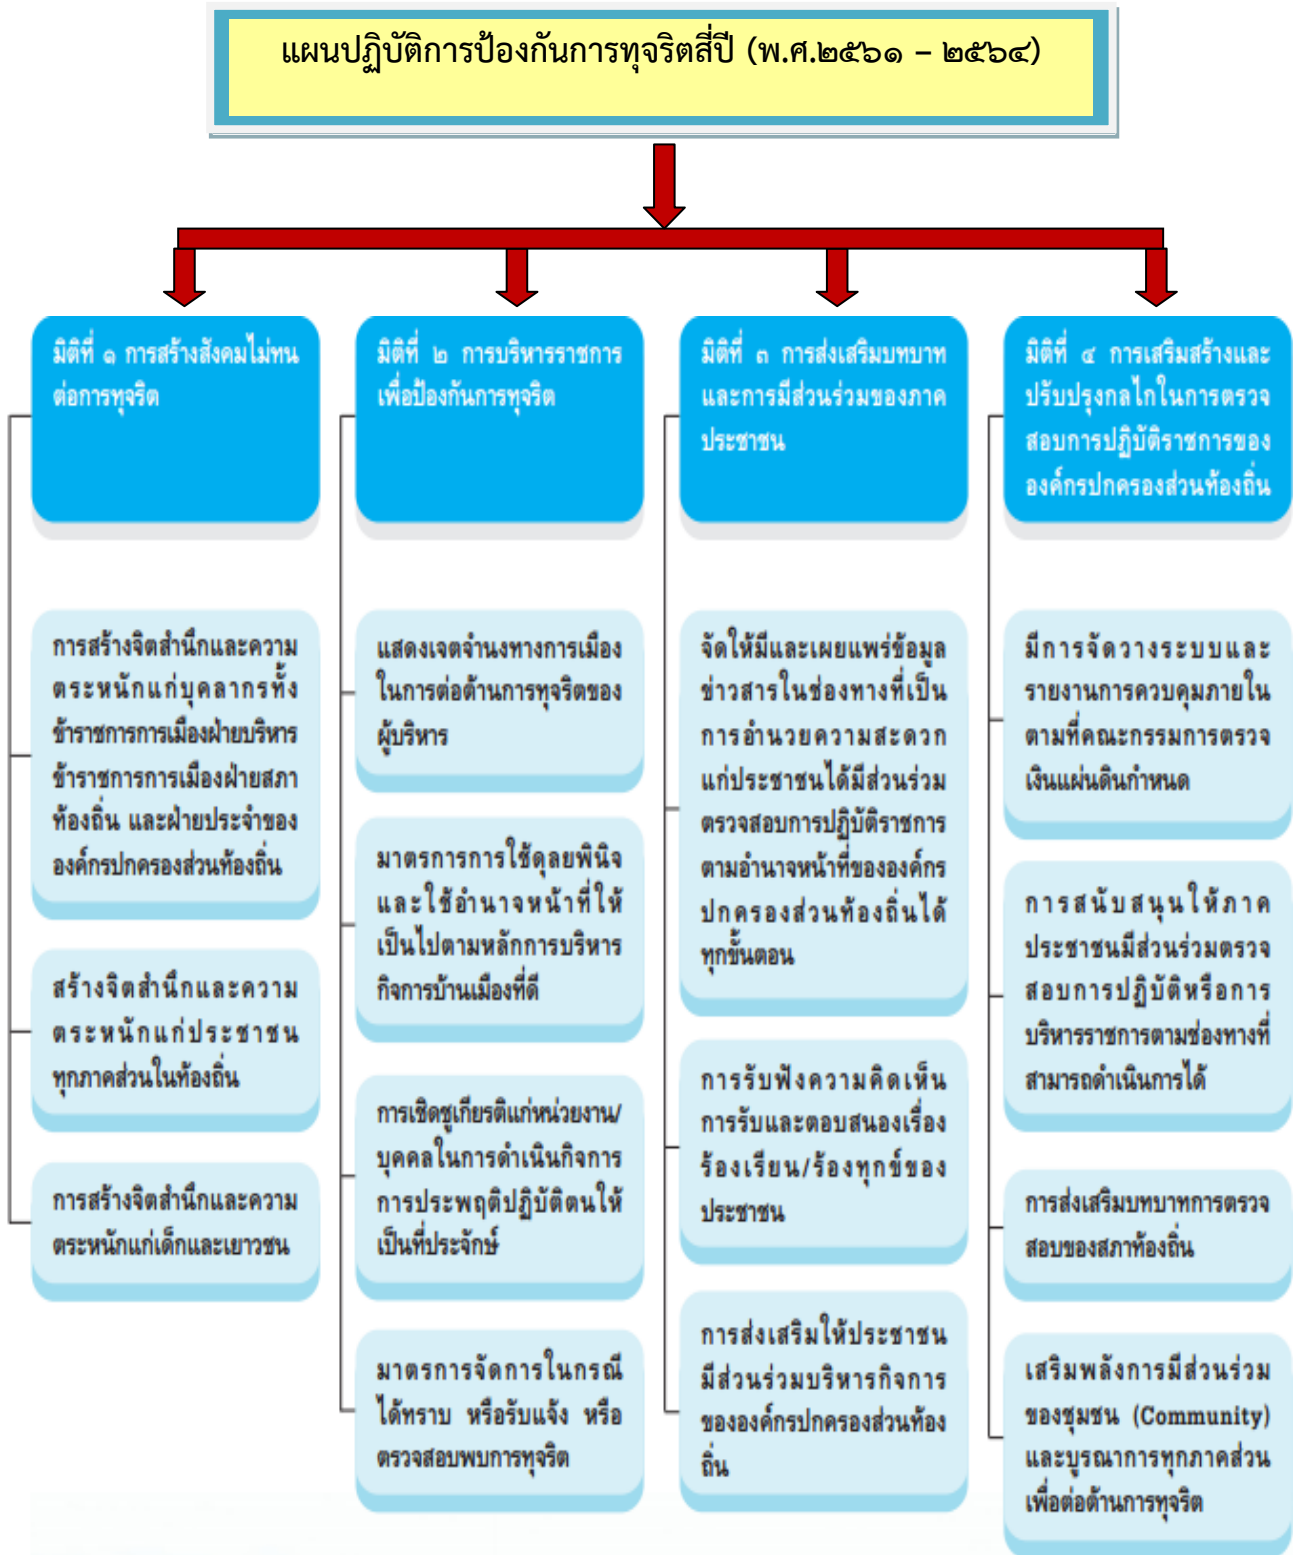 แผนปฏิบัติการป้องกันการทุจริตสี่ปี (พ.ศ.๒๕๖๑ – ๒๕๖๔)
มิติที่ ๑ การสร้างสังคมไม่ทน
ต่อการทุจริต
การสร้างจิตสำนึกและความ
ตระหนักแก่บุคลากรทั้ง
ข้าราชการการเมืองฝ่ายบริหาร
ข้าราชการการเมืองฝ่ายสภา
ท้องถิ่น และฝ่ายประจำของ
องค์กรปกครองส่วนท้องถิ่น
สร้างจิตสำนึกและความ
ตระหนักแก่ประชาชน
ทุกภาคส่วนในท้องถิ่น
การสร้างจิตสำนึกและความ
ตระหนักแก่เด็กและเยาวชน
มิติที่ ๒ การบริหารราชการ
เพื่อป้องกันการทุจริต
แสดงเจตจำนงทางการเมือง
ในการต่อต้านการทุจริตของ
ผู้บริหาร
มาตรการการใช้ดุลยพินิจ
และใช้อำนาจหน้าที่ให้
เป็นไปตามหลักการบริหาร
กิจการบ้านเมืองที่ดี
การเชิดชูเกียรติแก่หน่วยงาน/
บุคคลในการดำเนินกิจการ
การประพฤติปฏิบัติตนให้
เป็นที่ประจักษ์
มาตรการจัดการในกรณี
ได้ทราบ หรือรับแจ้ง หรือ
ตรวจสอบพบการทุจริต
มิติที่ ๓ การส่งเสริมบทบาท
และการมีส่วนร่วมของภาค
ประชาชน
จัดให้มีและเผยแพร่ข้อมูล
ข่าวสารในช่องทางที่เป็น
การอำนวยความสะดวก
แก่ประชาชนได้มีส่วนร่วม
ตรวจสอบการปฏิบัติราชการ
ตามอำนาจหน้าที่ขององค์กร
ปกครองส่วนท้องถิ่นได้
ทุกขั้นตอน
การรับฟังความคิดเห็น
การรับและตอบสนองเรื่อง
ร้องเรียน/ร้องทุกข์ของ
ประชาชน
การส่งเสริมให้ประชาชน
มีส่วนร่วมบริหารกิจการ
ขององค์กรปกครองส่วนท้อง
ถิ่น
มิติที่ ๔ การเสริมสร้างและ
ปรับปรุงกลไกในการตรวจ
สอบการปฏิบัติราชการของ
องค์กรปกครองส่วนท้องถิ่น
มีการจัดวางระบบและ
รายงานการควบคุมภายใน
ตามที่คณะกรรมการตรวจ
เงินแผ่นดินกำหนด
การสนับสนุนให้ภาค
ประชาชนมีส่วนร่วมตรวจ
สอบการปฏิบัติหรือการ
บริหารราชการตามช่องทางที่
สามารถดำเนินการได้
การส่งเสริมบทบาทการตรวจ
สอบของสภาท้องถิ่น
เสริมพลังการมีส่วนร่วม
ของชุมชน (Community)
และบูรณาการทุกภาคส่วน
เพื่อต่อต้านการทุจริต